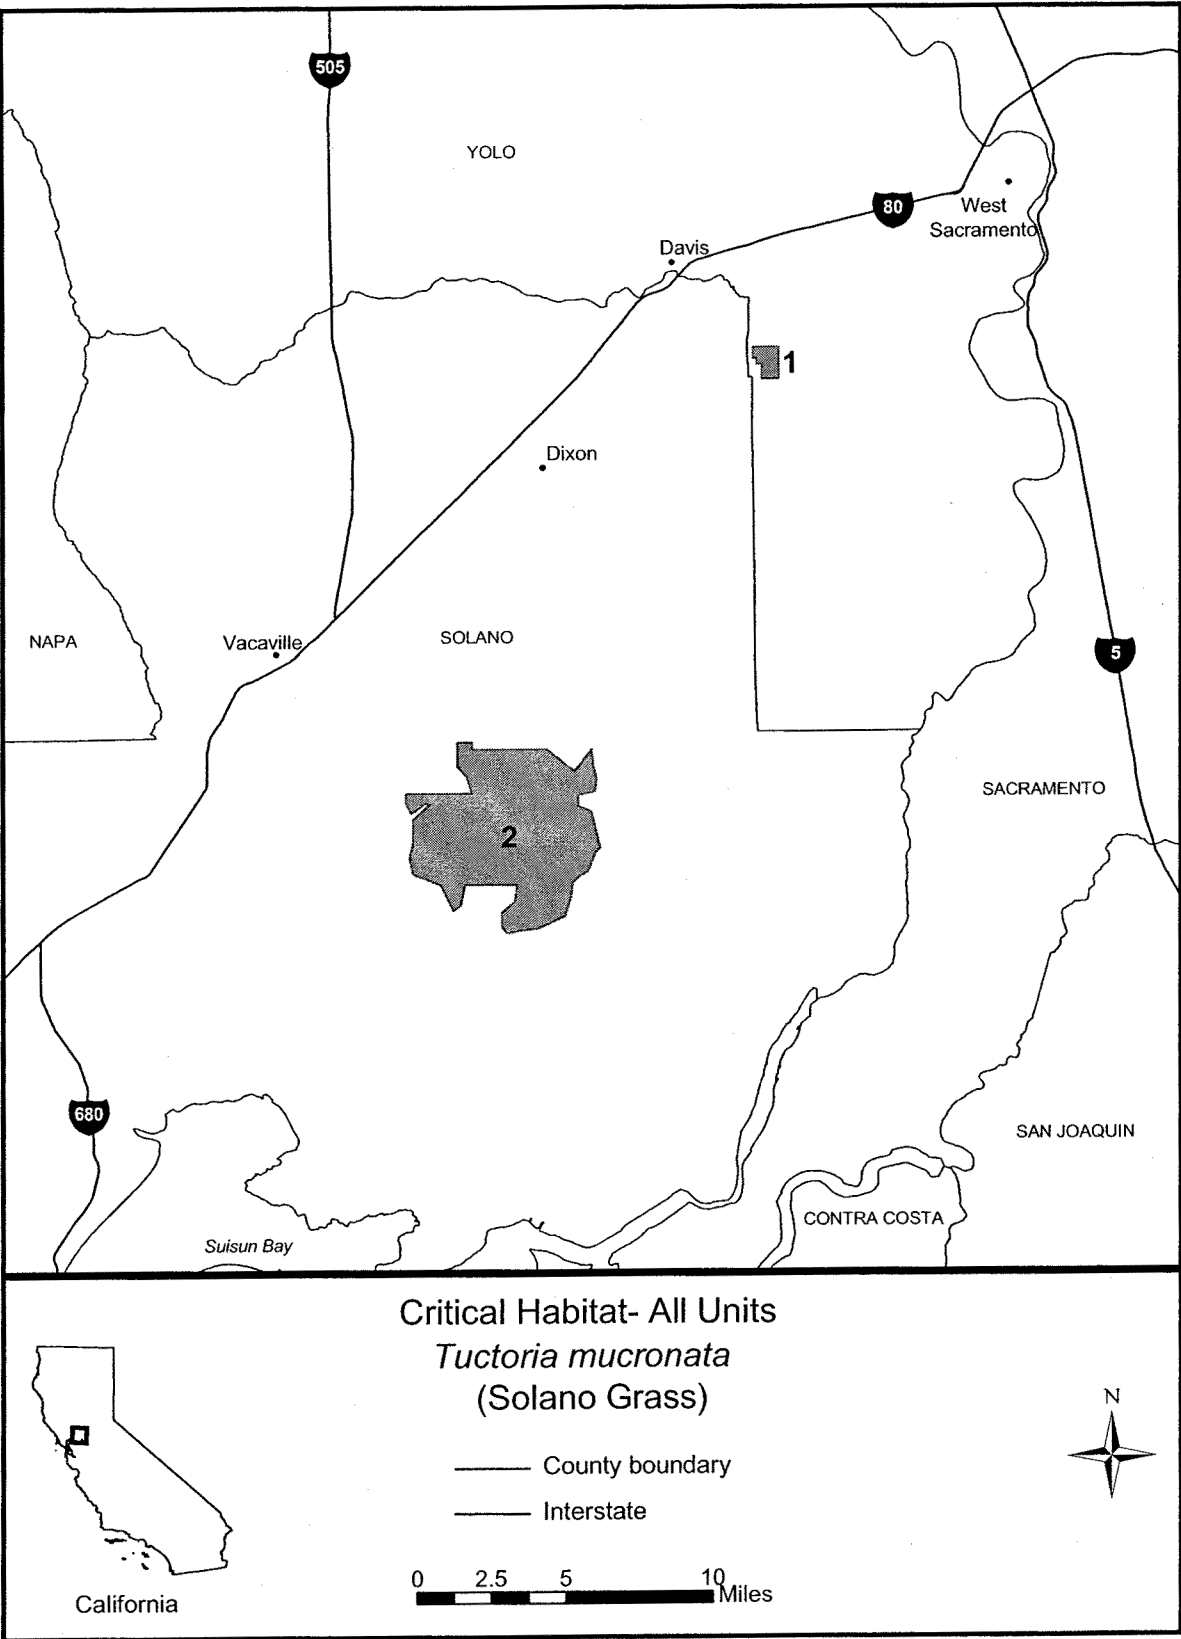 505
YOLO
80
West
Sacramento
Davis
1
Dixon
NAPA
Vacaville
SOLANO
5
2
SACRAMENTO
680
SAN JOAQUIN
CONTRA COSTA
Suisun Bay
Critical Habitat- All Units
Tuctoria mucronata
(Solano Grass)
N
County boundary
Interstate
0 2.5 5 10
Miles
California